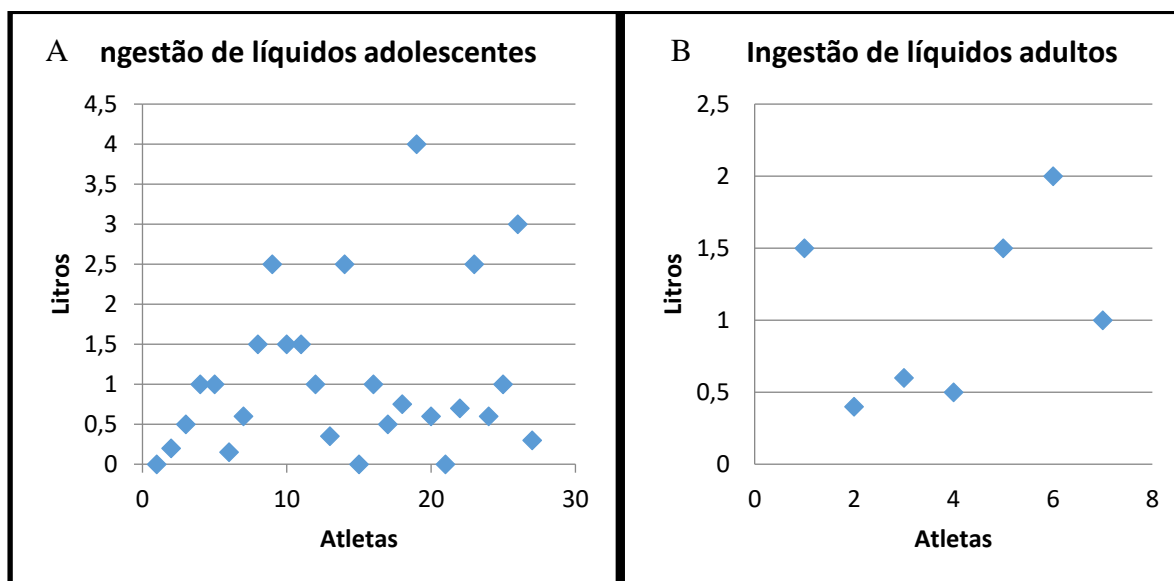 A ngestão de líquidos adolescentes
4,5
4
3,5
3
2,5
2
1,5
1
0,5
0
Litros
0 10 20 30
Atletas
B Ingestão de líquidos adultos
2,5
2
1,5
1
0,5
0
Litros
0 2 4 6 8
Atletas